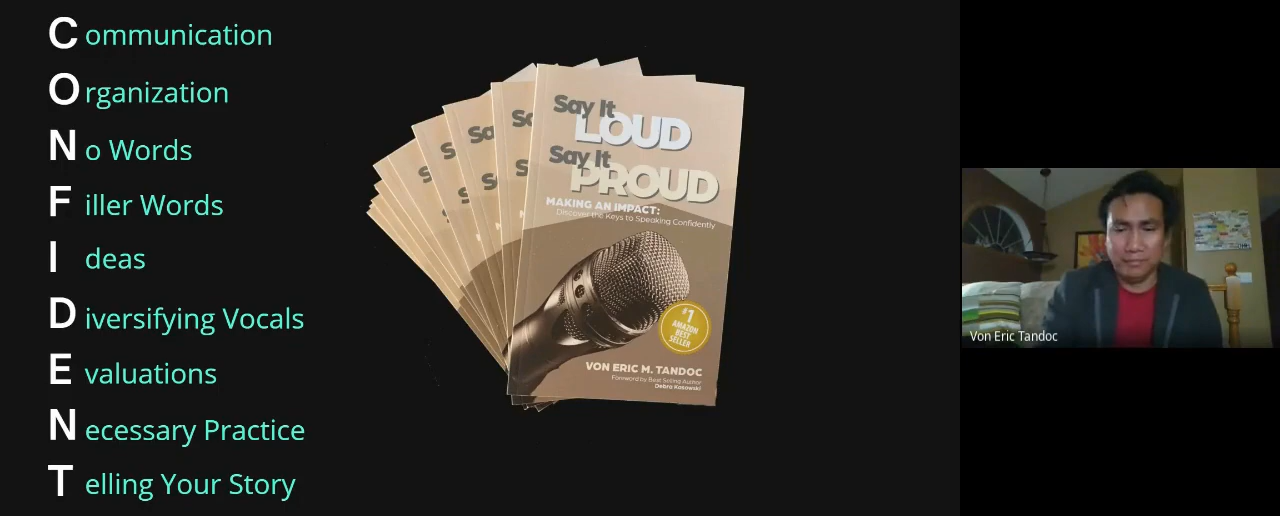 Communication
Organization
No Words
Filler Words
Ideas
Diversifying Vocals
Evaluations
Necessary Practice
Telling Your Story
Say It
LOUD
Say It
PROUD
MAKING AN IMPACT:
Discover the Keys to Speaking Confidently
#1
AMAZON
BEST
SELLER
VON ERIC M. TANDOC
Foreword by Best Selling Author
Debra Kasowski
Von Eric Tandoc